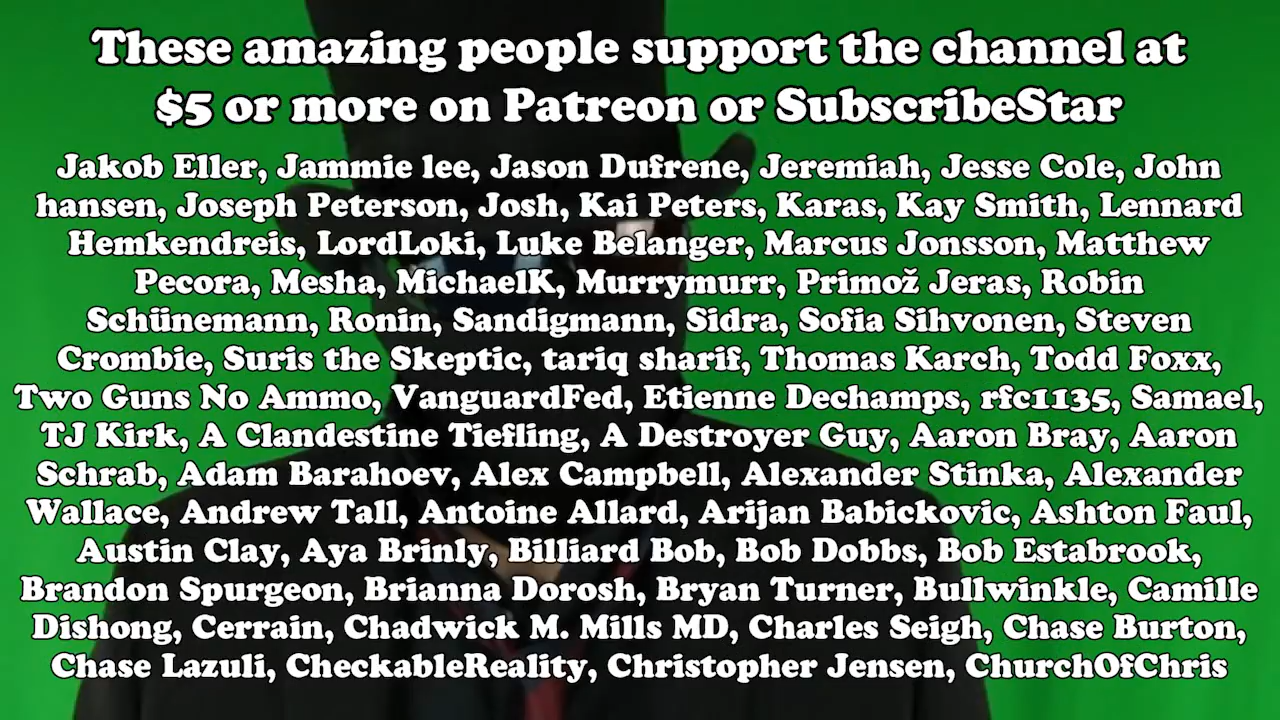 These amazing people support the channel at
$5 or more on Patreon or SubscribeStar
Jakob Eller, Jammie lee, Jason Dufrene, Jeremiah, Jesse Cole, John
hansen, Joseph Peterson, Josh, Kai Peters, Karas, Kay Smith, Lennard
Hemkendreis, LordLoki, Luke Belanger, Marcus Jonsson, Matthew
Pecora, Mesha, MichaelK, Murrymurr, Primož Jeras, Robin
Schünemann, Ronin, Sandigmann, Sidra, Sofia Sihvonen, Steven
Crombie, Suris the Skeptic, tariq sharif, Thomas Karch, Todd Foxx,
Two Guns No Ammo, VanguardFed, Etienne Dechamps, rfc1135, Samael,
TJ Kirk, A Clandestine Tiefling, A Destroyer Guy, Aaron Bray, Aaron
Schrab, Adam Barahoev, Alex Campbell, Alexander Stinka, Alexander
Wallace, Andrew Tall, Antoine Allard, Arijan Babickovic, Ashton Faul,
Austin Clay, Aya Brinly, Billiard Bob, Bob Dobbs, Bob Estabrook,
Brandon Spurgeon, Brianna Dorosh, Bryan Turner, Bullwinkle, Camille
Dishong, Cerrain, Chadwick M. Mills MD, Charles Seigh, Chase Burton,
Chase Lazuli, CheckableReality, Christopher Jensen, ChurchOfChris